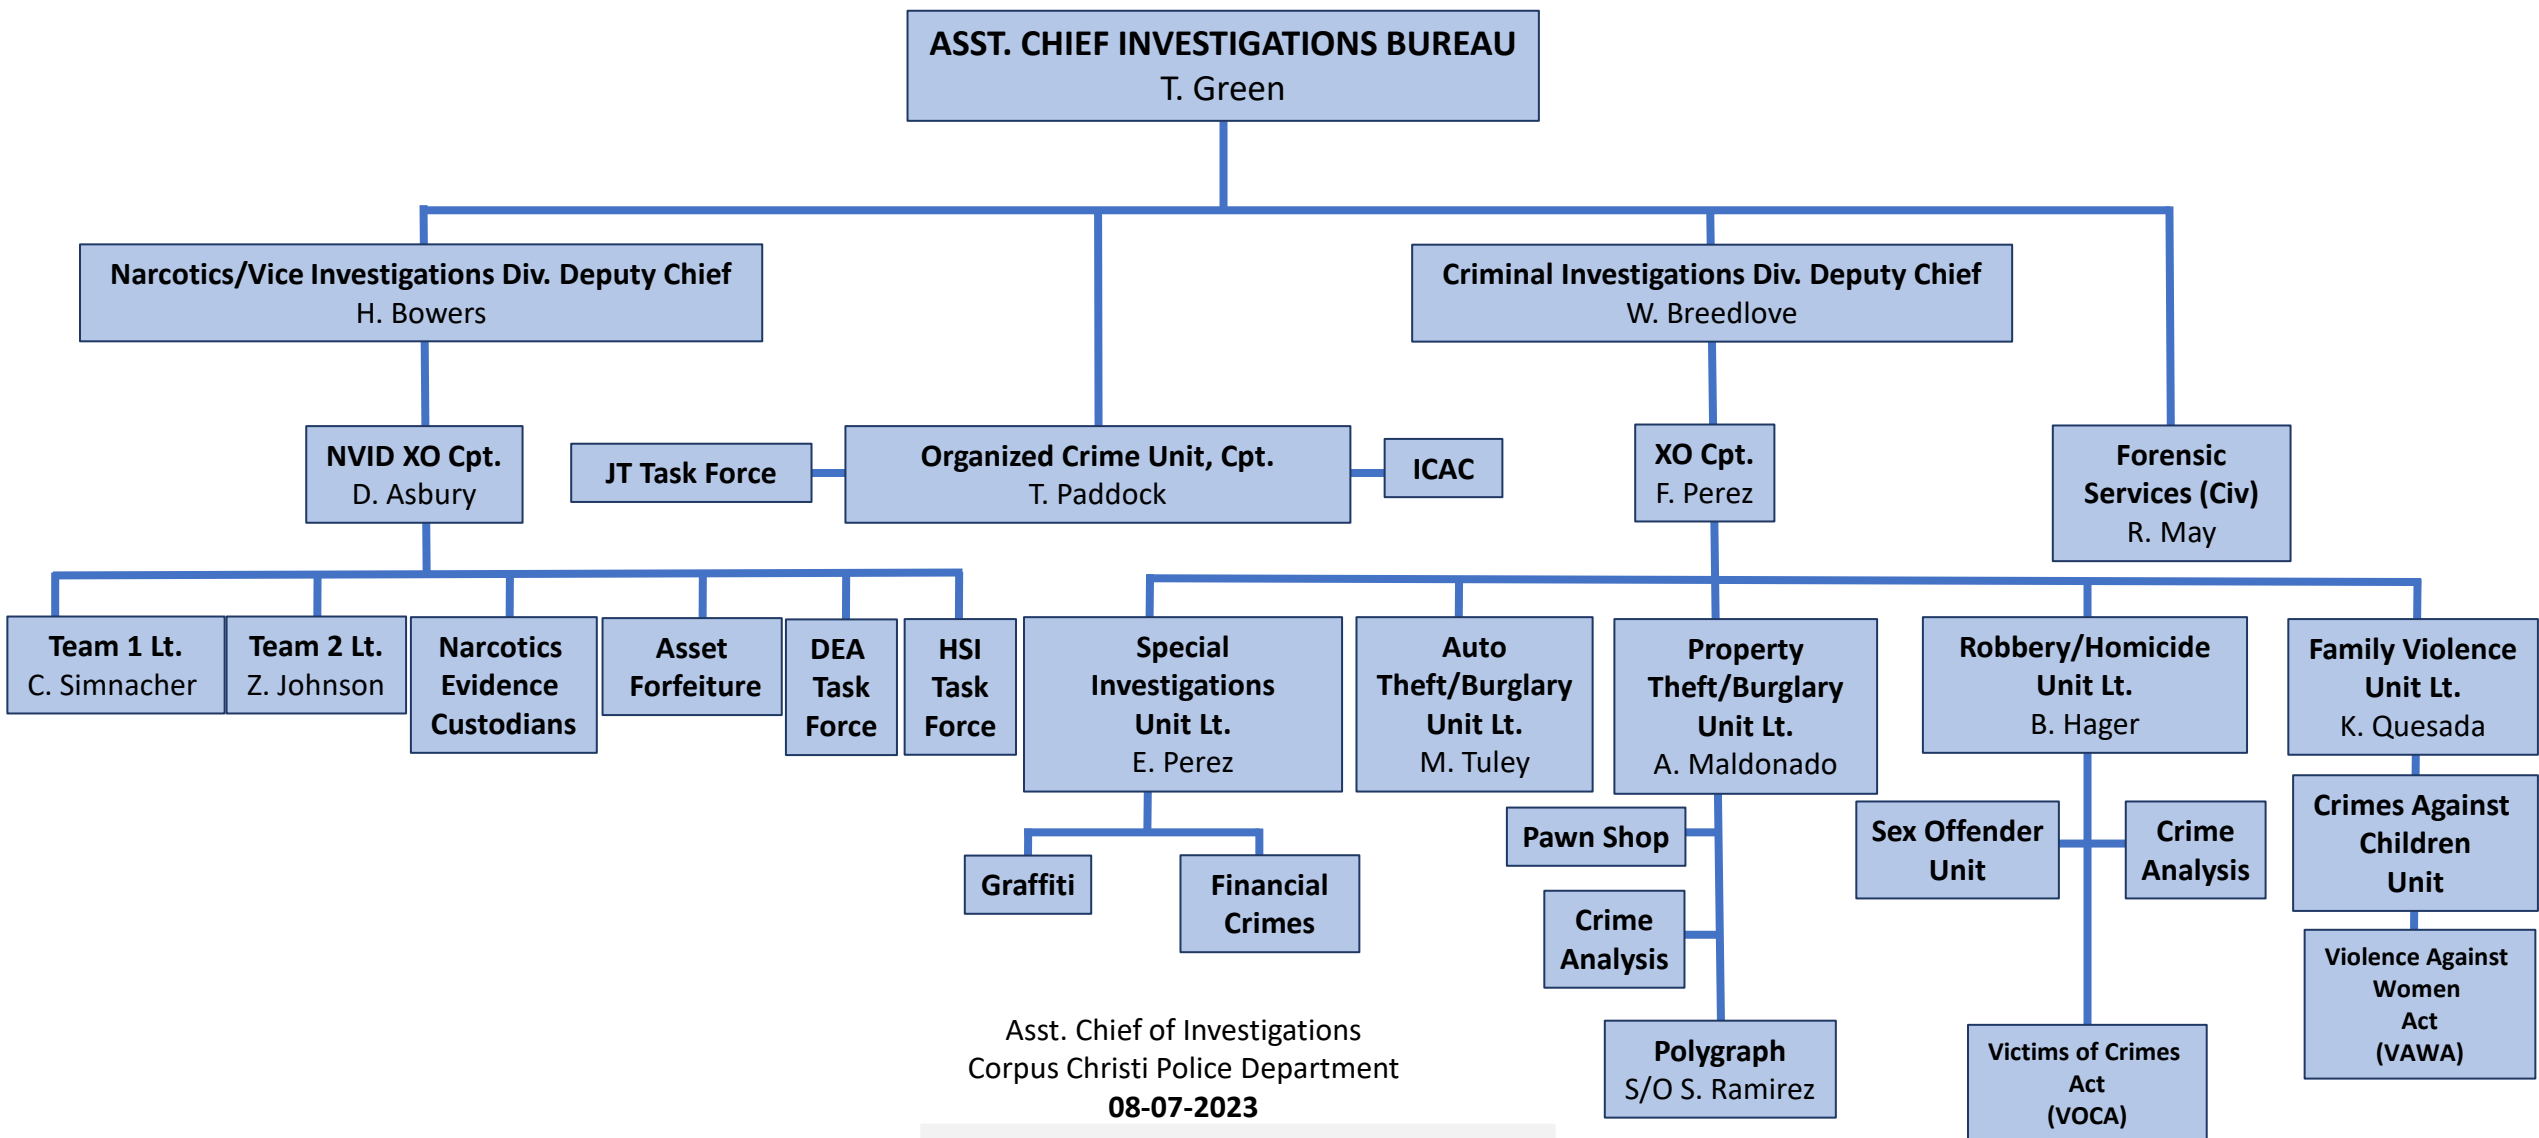 ASST. CHIEF INVESTIGATIONS BUREAU
T. Green
Narcotics/Vice Investigations Div. Deputy Chief
H. Bowers
Criminal Investigations Div. Deputy Chief
W. Breedlove
NVID XO Cpt.
D. Asbury
JT Task Force
Organized Crime Unit, Cpt.
T. Paddock
ICAC
XO Cpt.
F. Perez
Forensic
Services (Civ)
R. May
Team 1 Lt.
C. Simnacher
Team 2 Lt.
Z. Johnson
Narcotics
Evidence
Custodians
Asset
Forfeiture
DEA
Task
Force
HSI
Task
Force
Special
Investigations
Unit Lt.
E. Perez
Auto
Theft/Burglary
Unit Lt.
M. Tuley
Property
Theft/Burglary
Unit Lt.
A. Maldonado
Robbery/Homicide
Unit Lt.
B. Hager
Family Violence
Unit Lt.
K. Quesada
Graffiti
Financial
Crimes
Pawn Shop
Crime
Analysis
Polygraph
S/O S. Ramirez
Sex Offender
Unit
Crime
Analysis
Victims of Crimes
Act
(VOCA)
Crimes Against
Children
Unit
Violence Against
Women
Act
(VAWA)
Asst. Chief of Investigations
Corpus Christi Police Department
08-07-2023